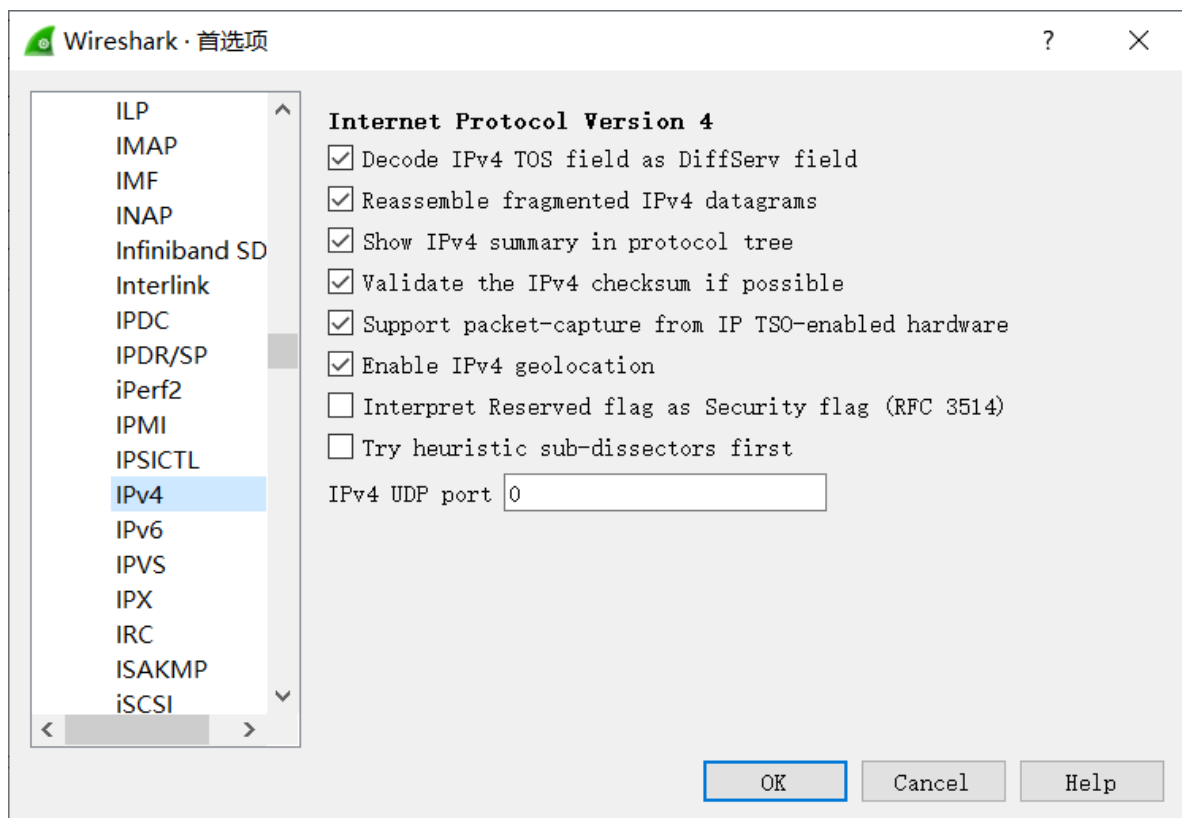 Wireshark · 首选项
?
ILP
IMAP
IMF
INAP
Infiniband SD
Interlink
IPDC
IPDR/SP
iPerf2
IPMI
IPSICTL
IPv4
IPv6
IPVS
IPX
IRC
ISAKMP
iSCSI
Internet Protocol Version 4
Decode IPv4 TOS field as DiffServ field
Reassemble fragmented IPv4 datagrams
Show IPv4 summary in protocol tree
Validate the IPv4 checksum if possible
Support packet-capture from IP TSO-enabled hardware
Enable IPv4 geolocation
Interpret Reserved flag as Security flag (RFC 3514)
Try heuristic sub-dissectors first
IPv4 UDP port 0
OK Cancel Help